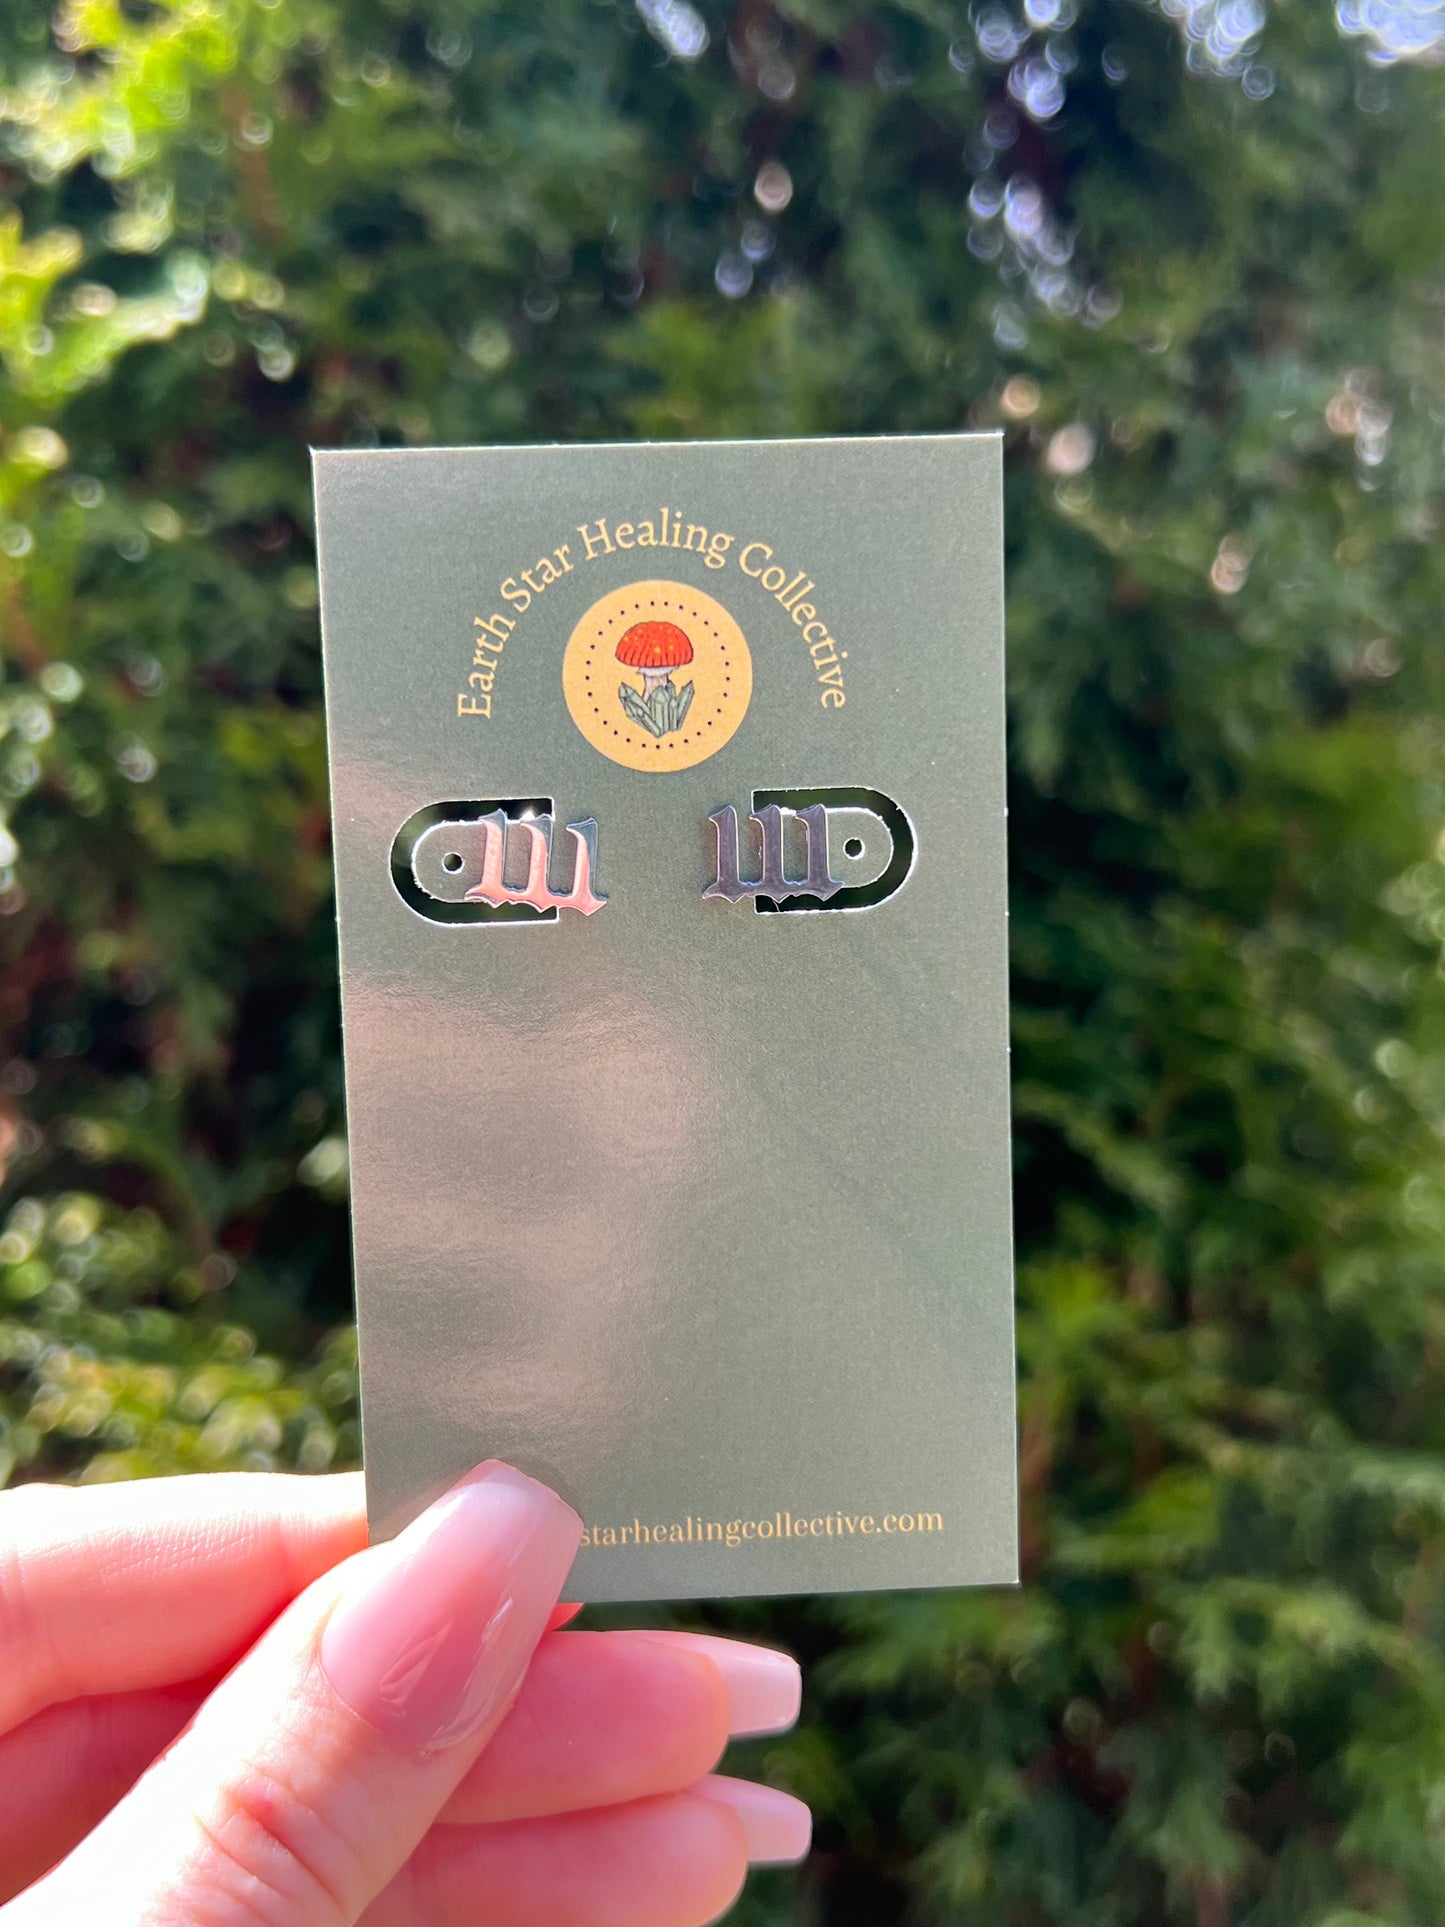 Earth Star Healing Collective
111 111
starhealingcollective.com